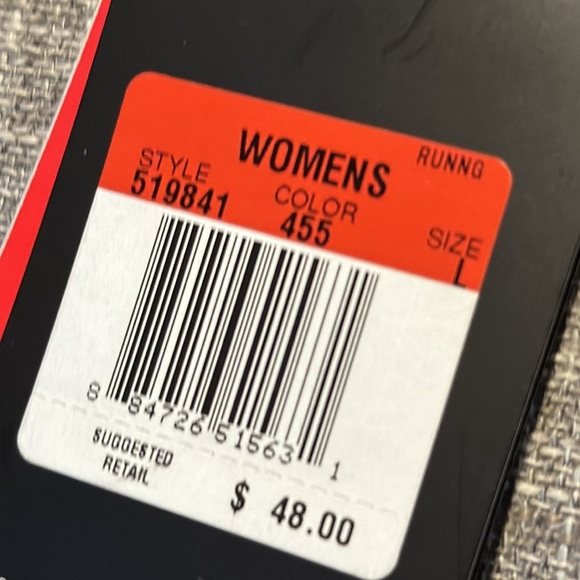 WOMENS RUNNG
STYLE COLOR SIZE
519841 455 L
8 84726 51563 1
SUGGESTED
RETAIL
$ 48.00